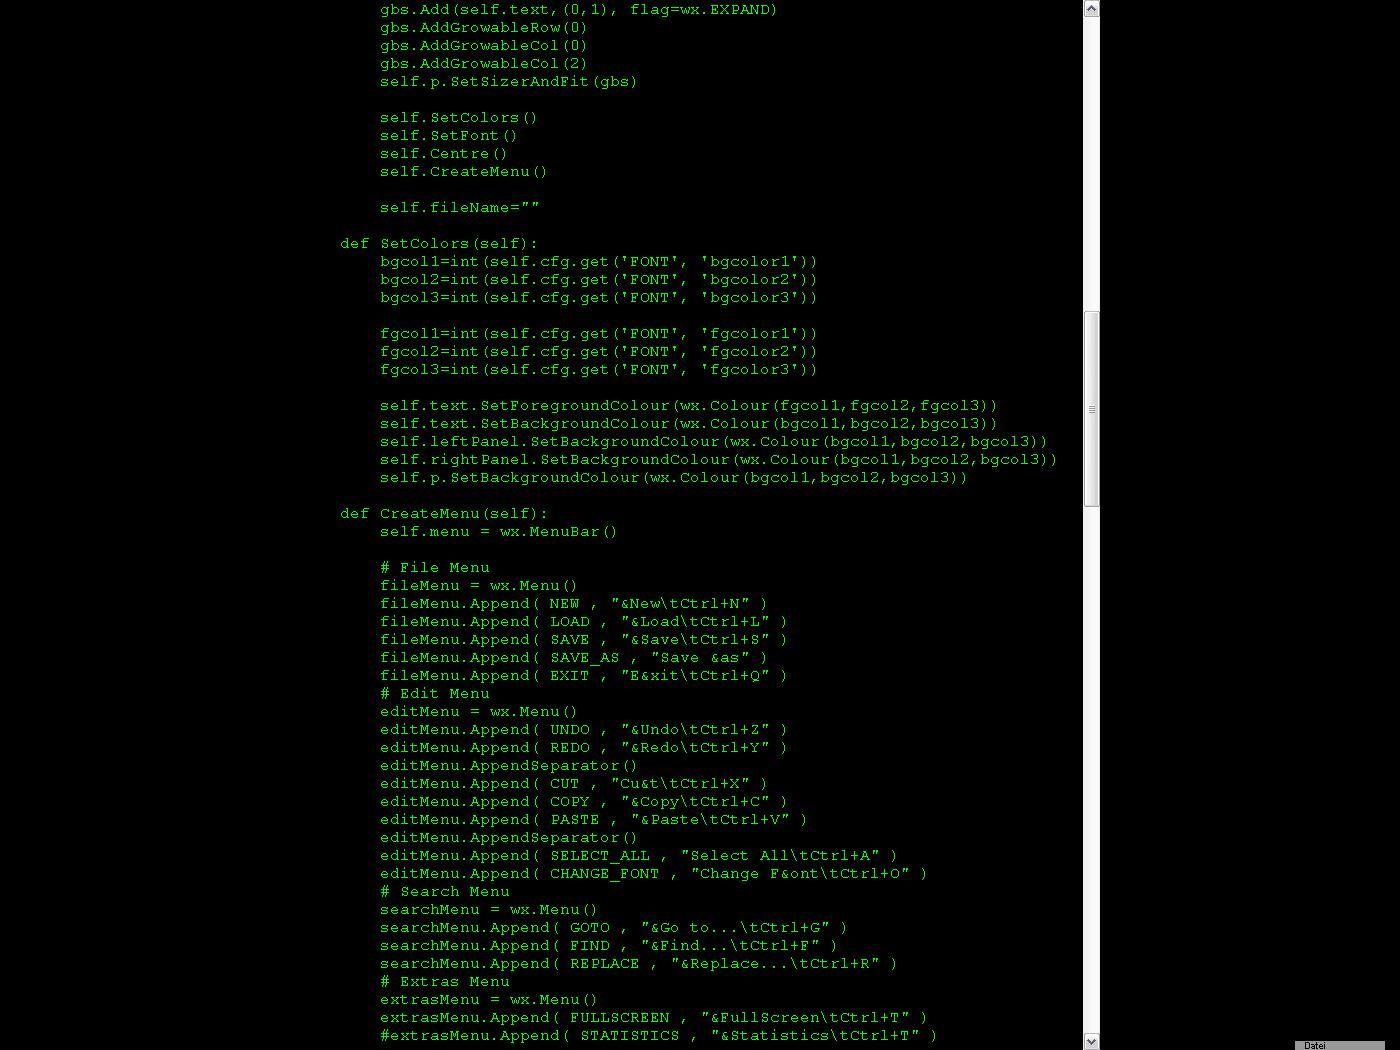 gbs.Add(self.text,(0,1), flag=wx.EXPAND)
gbs.AddGrowableRow(0)
gbs.AddGrowableCol(0)
gbs.AddGrowableCol(2)
self.p.SetSizerAndFit(gbs)

self.SetColors()
self.SetFont()
self.Centre()
self.CreateMenu()

self.fileName=""

def SetColors(self):
    bgcol1=int(self.cfg.get('FONT', 'bgcolor1'))
    bgcol2=int(self.cfg.get('FONT', 'bgcolor2'))
    bgcol3=int(self.cfg.get('FONT', 'bgcolor3'))

    fgcol1=int(self.cfg.get('FONT', 'fgcolor1'))
    fgcol2=int(self.cfg.get('FONT', 'fgcolor2'))
    fgcol3=int(self.cfg.get('FONT', 'fgcolor3'))

    self.text.SetForegroundColour(wx.Colour(fgcol1,fgcol2,fgcol3))
    self.text.SetBackgroundColour(wx.Colour(bgcol1,bgcol2,bgcol3))
    self.leftPanel.SetBackgroundColour(wx.Colour(bgcol1,bgcol2,bgcol3))
    self.rightPanel.SetBackgroundColour(wx.Colour(bgcol1,bgcol2,bgcol3))
    self.p.SetBackgroundColour(wx.Colour(bgcol1,bgcol2,bgcol3))

def CreateMenu(self):
    self.menu = wx.MenuBar()

    # File Menu
    fileMenu = wx.Menu()
    fileMenu.Append( NEW , "&New\tCtrl+N" )
    fileMenu.Append( LOAD , "&Load\tCtrl+L" )
    fileMenu.Append( SAVE , "&Save\tCtrl+S" )
    fileMenu.Append( SAVE_AS , "Save &as" )
    fileMenu.Append( EXIT , "E&xit\tCtrl+Q" )
    # Edit Menu
    editMenu = wx.Menu()
    editMenu.Append( UNDO , "&Undo\tCtrl+Z" )
    editMenu.Append( REDO , "&Redo\tCtrl+Y" )
    editMenu.AppendSeparator()
    editMenu.Append( CUT , "Cu&t\tCtrl+X" )
    editMenu.Append( COPY , "&Copy\tCtrl+C" )
    editMenu.Append( PASTE , "&Paste\tCtrl+V" )
    editMenu.AppendSeparator()
    editMenu.Append( SELECT_ALL , "Select All\tCtrl+A" )
    editMenu.Append( CHANGE_FONT , "Change F&ont\tCtrl+O" )
    # Search Menu
    searchMenu = wx.Menu()
    searchMenu.Append( GOTO , "&Go to...\tCtrl+G" )
    searchMenu.Append( FIND , "&Find...\tCtrl+F" )
    searchMenu.Append( REPLACE , "&Replace...\tCtrl+R" )
    # Extras Menu
    extrasMenu = wx.Menu()
    extrasMenu.Append( FULLSCREEN , "&FullScreen\tCtrl+T" )
    #extrasMenu.Append( STATISTICS , "&Statistics\tCtrl+T" )
Datei